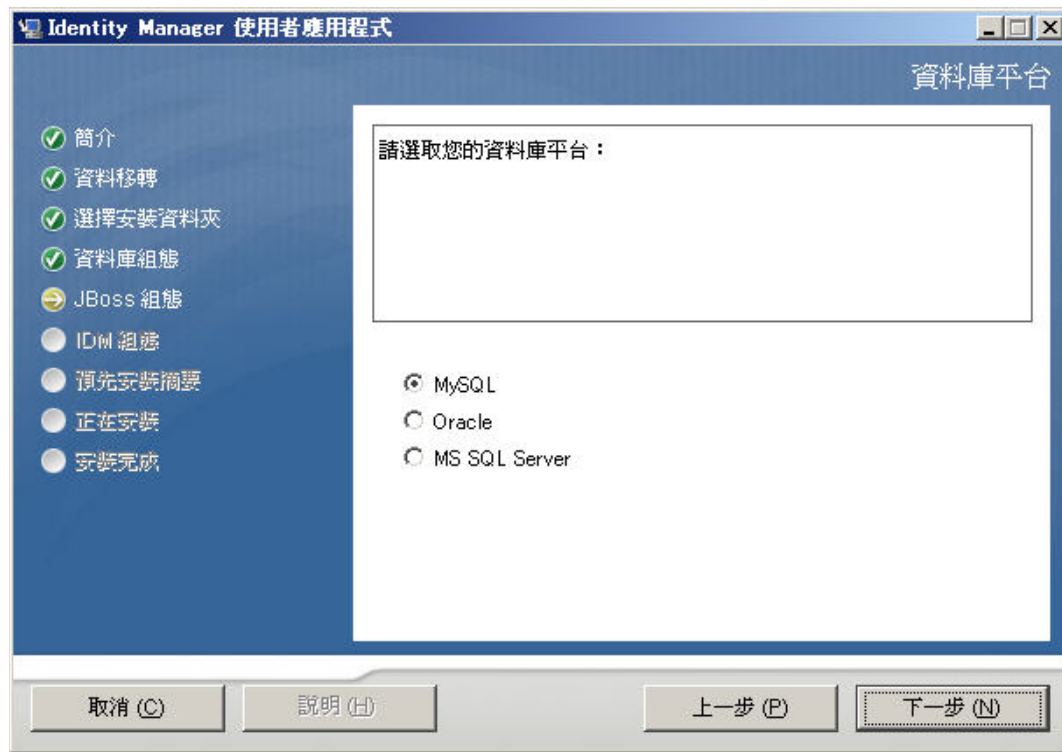 Identity Manager 使用者應用程式
資料庫平台
簡介
資料移轉
選擇安裝資料夾
資料庫組態
JBoss 組態
IDM 組態
預先安裝摘要
正在安裝
安裝完成
請選取您的資料庫平台：
MySQL
Oracle
MS SQL Server
取消 (C)
説明 (H)
上一步 (P)
下一步 (N)